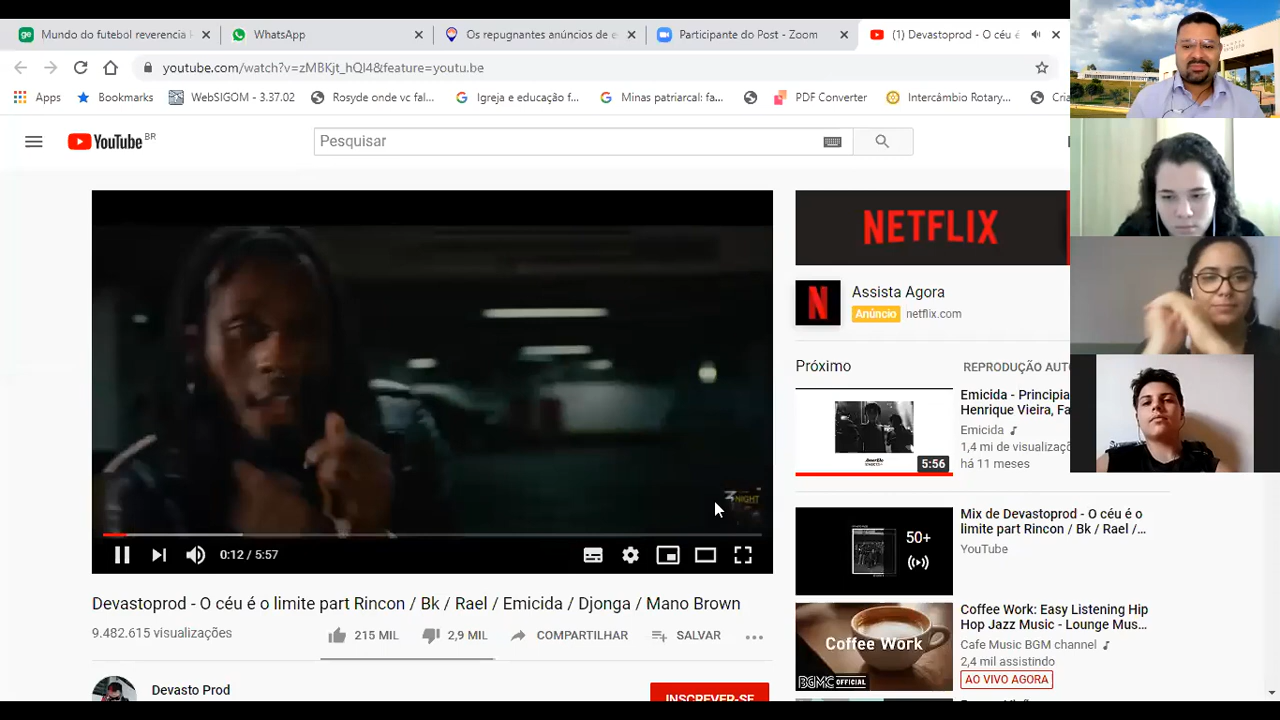 Mundo do futebol reverencia
WhatsApp
Os repugnantes anúncios de e
Participante do Post - Zoom
(1) Devastoprod - O céu é
youtube.com/watch?v=zMBKjt_hQl4&feature=youtu.be
Apps
Bookmarks
WebSIGOM - 3.37.02
Igreja e educação f...
Minas patriarcal: fa...
PDF Converter
Intercâmbio Rotary...
YouTube BR
Pesquisar
NETFLIX
Assista Agora
Anúncio netflix.com
Próximo
REPRODUÇÃO AUTO
Emicida - Principia
Henrique Vieira, Fa
Emicida
1,4 mi de visualizaç
há 11 meses
5:56
3
NIGHT
0:12 / 5:57
Devastoprod - O céu é o limite part Rincon / Bk / Rael / Emicida / Djonga / Mano Brown
9.482.615 visualizações
215 MIL
2,9 MIL
COMPARTILHAR
SALVAR
Devasto Prod
INSCREVER-SE
50+
Mix de Devastoprod - O céu é o
limite part Rincon / Bk / Rael /...
YouTube
Coffee Work
BGMC OFFICIAL
Coffee Work: Easy Listening Hip
Hop Jazz Music - Lounge Mus...
Cafe Music BGM channel
2,4 mil assistindo
AO VIVO AGORA